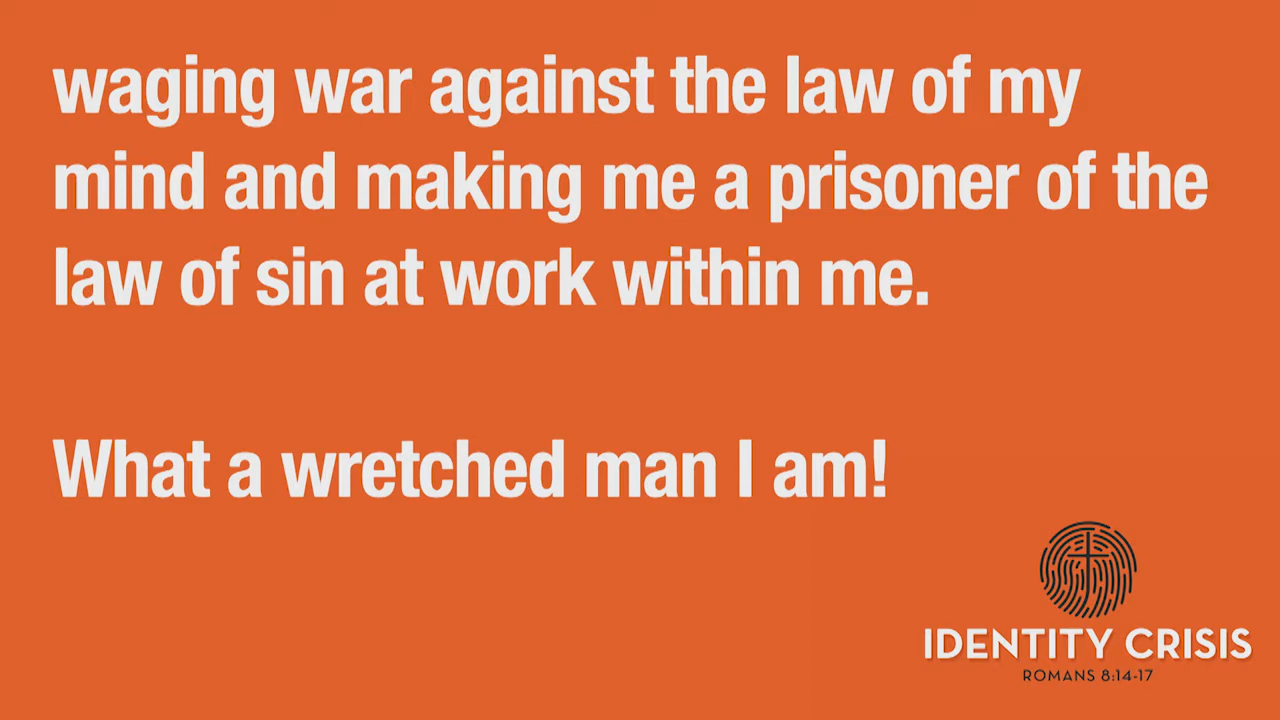 waging war against the law of my
mind and making me a prisoner of the
law of sin at work within me.
What a wretched man I am!
IDENTITY CRISIS
ROMANS 8:14-17